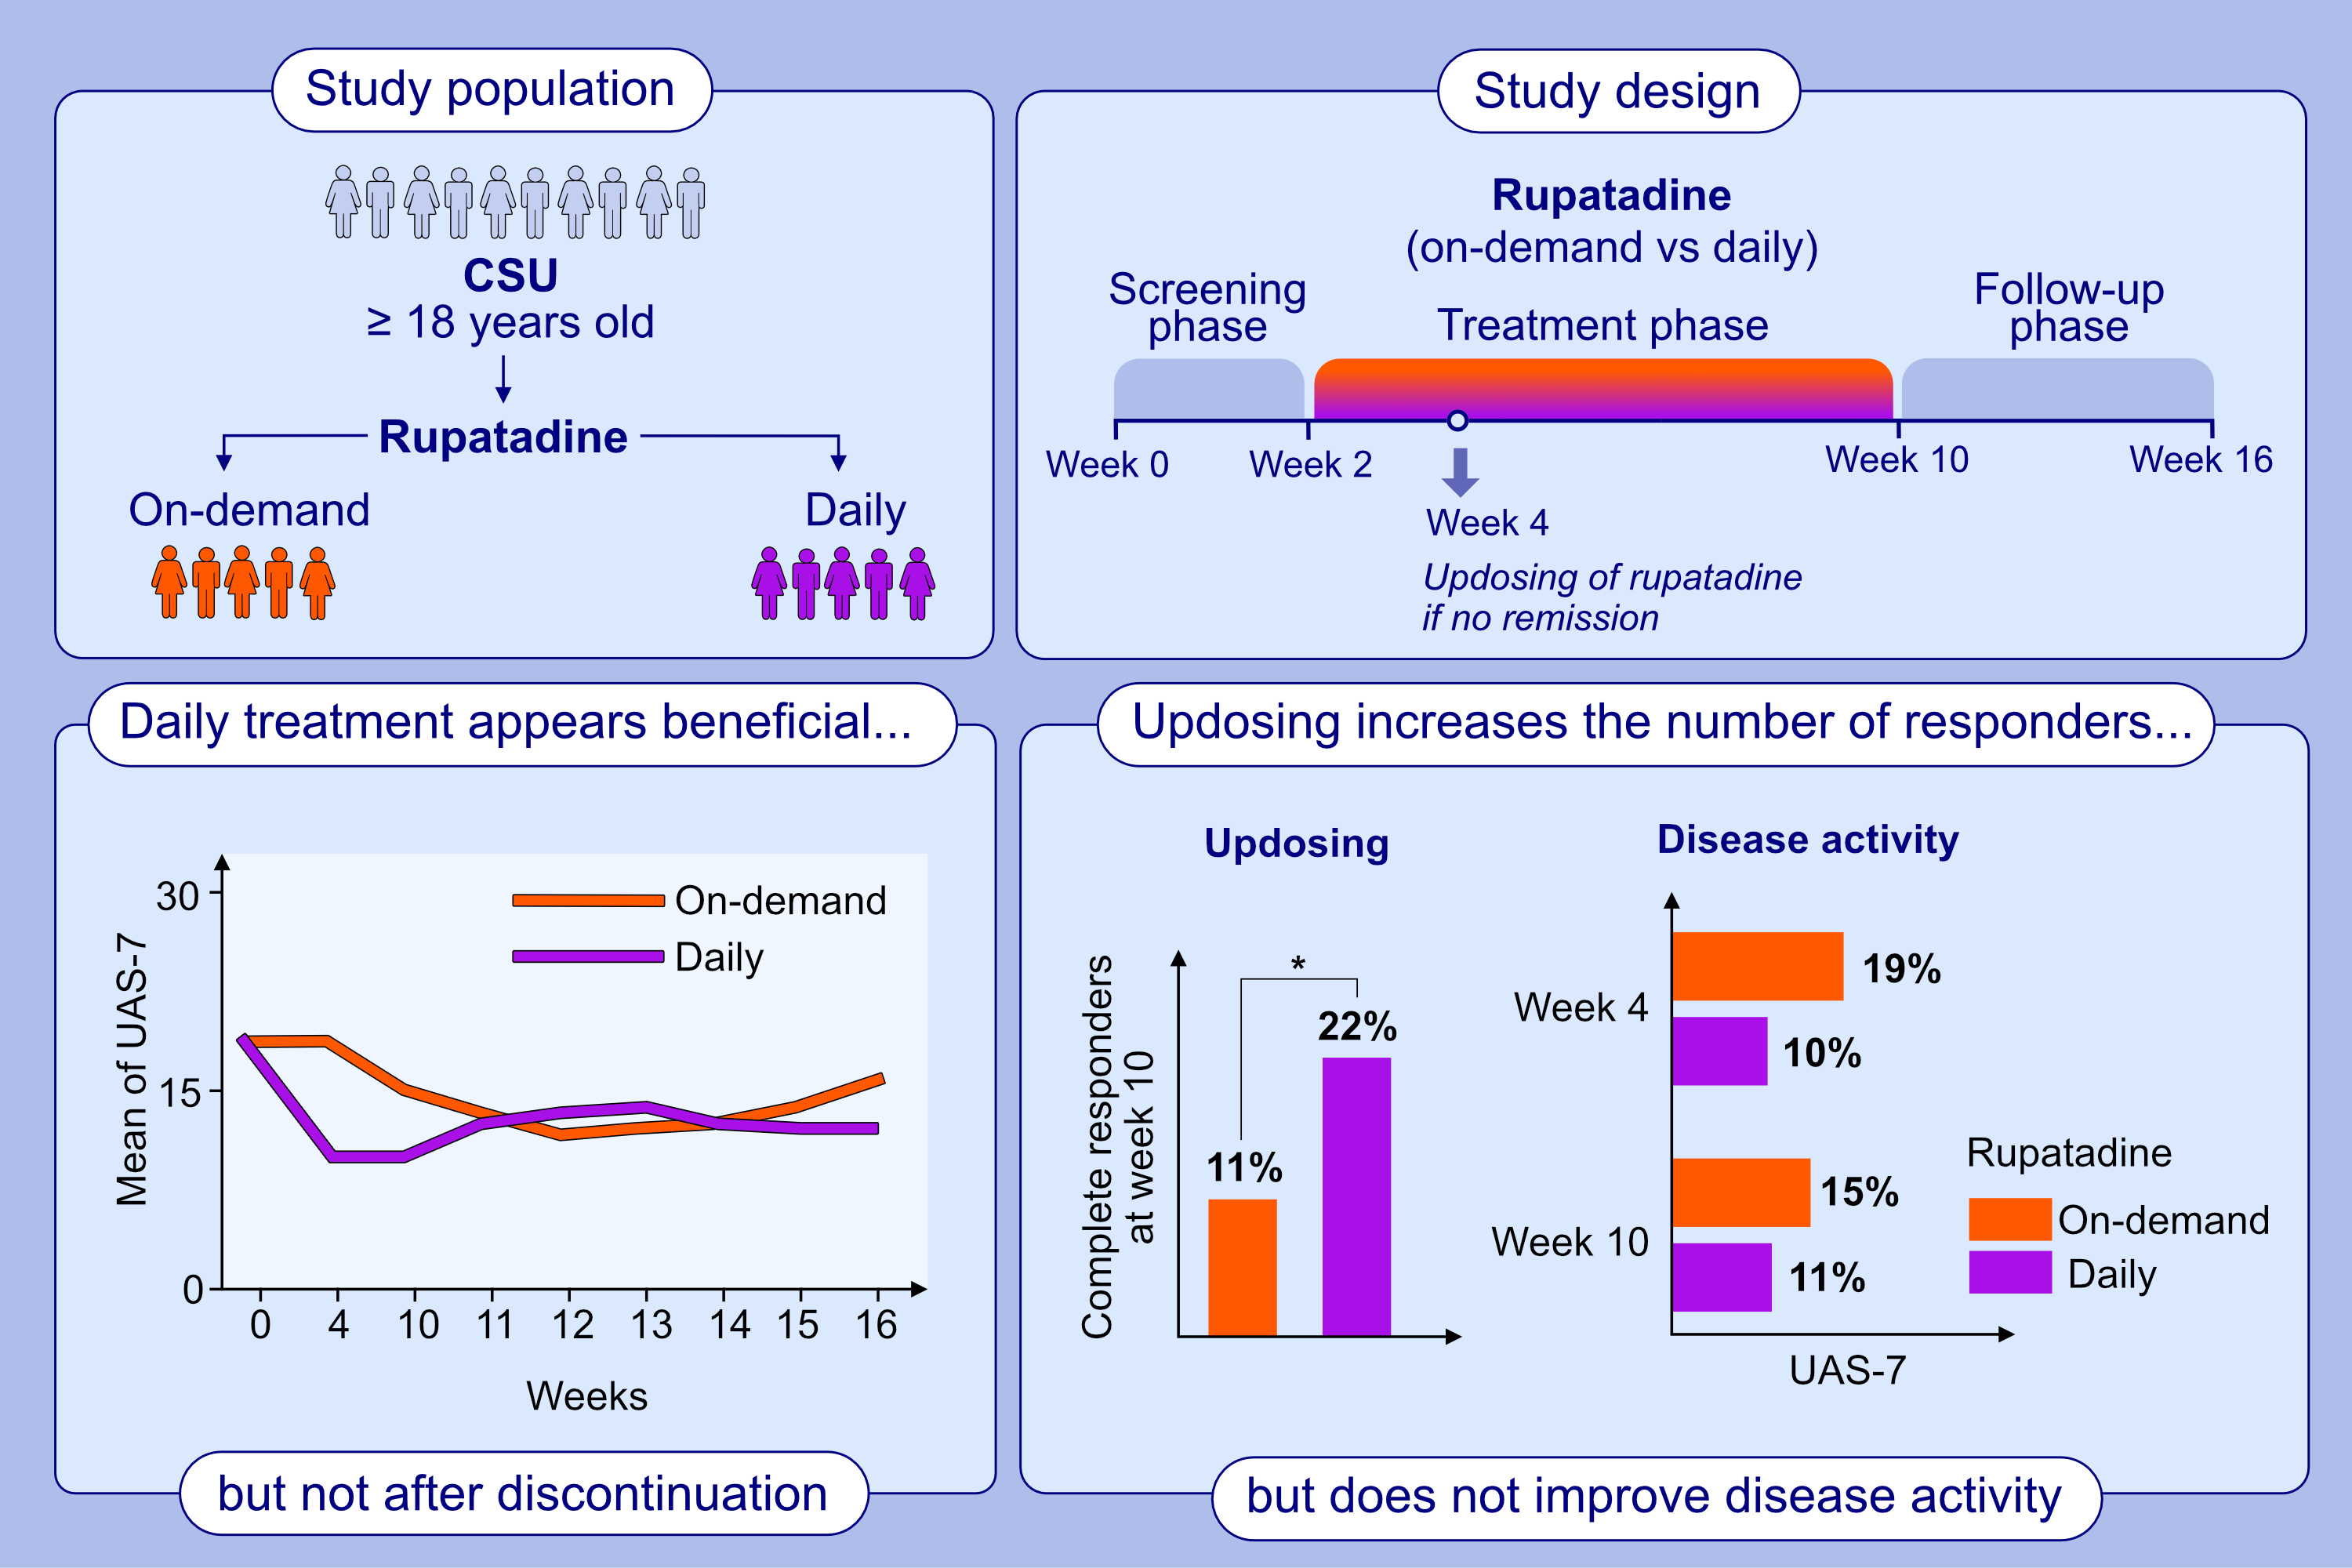 Study population
CSU
≥ 18 years old
Rupatadine
On-demand
Daily
Study design
Rupatadine
(on-demand vs daily)
Screening
phase
Treatment phase
Follow-up
phase
Week 0
Week 2
Week 10
Week 16
Week 4
Updosing of rupatadine
if no remission
Daily treatment appears beneficial...
Mean of UAS-7
30
15
0
On-demand
Daily
0 4 10 11 12 13 14 15 16
Weeks
but not after discontinuation
Updosing increases the number of responders...
Updosing
Complete responders
at week 10
*
11%
22%
Disease activity
Week 4
19%
10%
Week 10
15%
11%
UAS-7
Rupatadine
On-demand
Daily
but does not improve disease activity